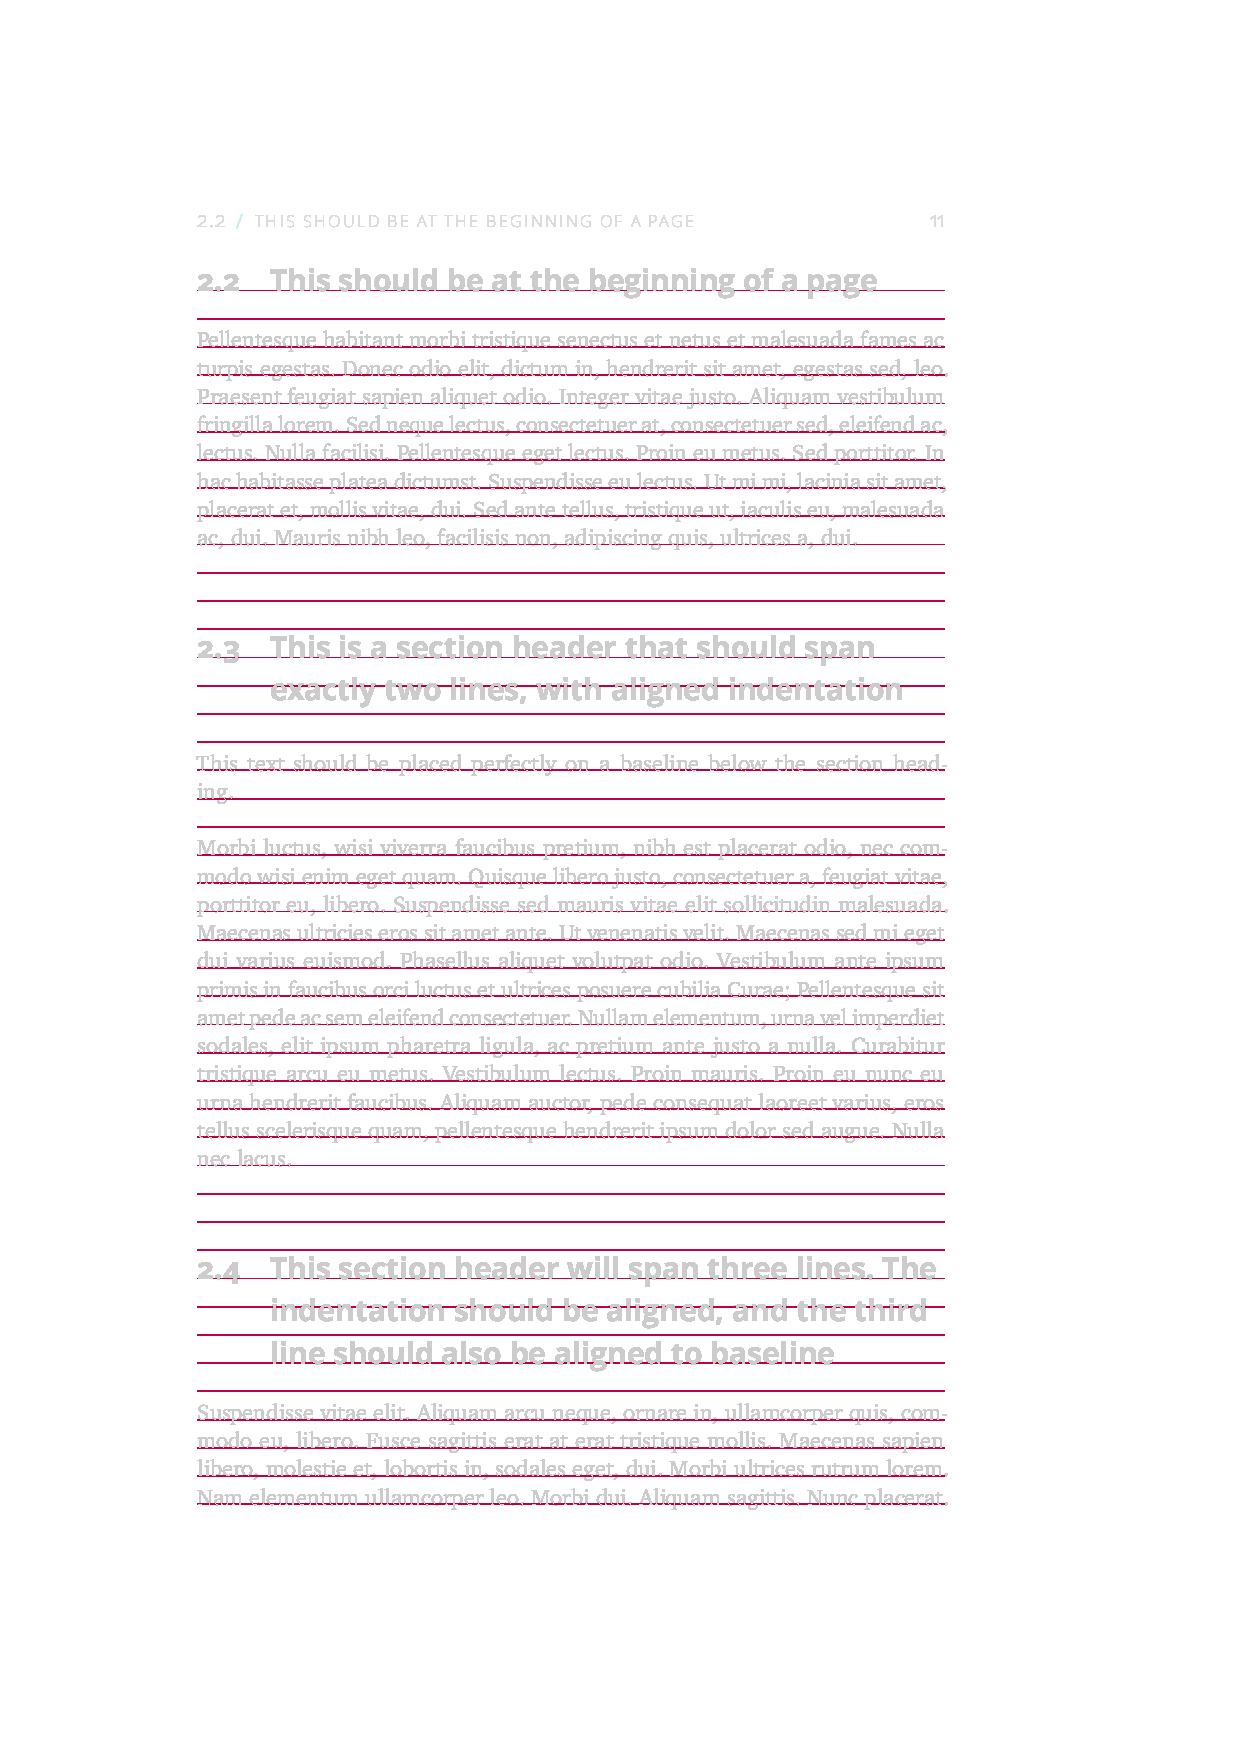 2.2 / THIS SHOULD BE AT THE BEGINNING OF A PAGE 11
2.2 This should be at the beginning of a page
Pellentesque habitant morbi tristique senectus et netus et malesuada fames ac
turpis egestas. Donec odio elit, dictum in, hendrerit sit amet, egestas sed, leo.
Praesent feugiat sapien aliquet odio. Integer vitae justo. Aliquam vestibulum
fringilla lorem. Sed neque lectus, consectetuer at, consectetuer sed, eleifend ac,
lectus. Nulla facilisi. Pellentesque eget lectus. Proin eu metus. Sed porttitor. In
hac habitasse platea dictumst. Suspendisse eu lectus. Ut mi mi, lacinia sit amet,
placerat et, mollis vitae, dui. Sed ante tellus, tristique ut, iaculis eu, malesuada
ac, dui. Mauris nibh leo, facilisis non, adipiscing quis, ultrices a, dui.
2.3 This is a section header that should span
exactly two lines, with aligned indentation
This text should be placed perfectly on a baseline below the section head-
ing.
Morbi luctus, wisi viverra faucibus pretium, nibh est placerat odio, nec com-
modo wisi enim eget quam. Quisque libero justo, consectetuer a, feugiat vitae,
porttitor eu, libero. Suspendisse sed mauris vitae elit sollicitudin malesuada.
Maecenas ultricies eros sit amet ante. Ut venenatis velit. Maecenas sed mi eget
dui varius euismod. Phasellus aliquet volutpat odio. Vestibulum ante ipsum
primis in faucibus orci luctus et ultrices posuere cubilia Curae; Pellentesque sit
amet pede ac sem eleifend consectetuer. Nullam elementum, urna vel imperdiet
sodales, elit ipsum pharetra ligula, ac pretium ante justo a nulla. Curabitur
tristique arcu eu metus. Vestibulum lectus. Proin mauris. Proin eu nunc eu
urna hendrerit faucibus. Aliquam auctor, pede consequat laoreet varius, eros
tellus scelerisque quam, pellentesque hendrerit ipsum dolor sed augue. Nulla
nec lacus.
2.4 This section header will span three lines. The
indentation should be aligned, and the third
line should also be aligned to baseline
Suspendisse vitae elit. Aliquam arcu neque, ornare in, ullamcorper quis, com-
modo eu, libero. Fusce sagittis erat at erat tristique mollis. Maecenas sapien
libero, molestie et, lobortis in, sodales eget, dui. Morbi ultrices rutrum lorem.
Nam elementum ullamcorper leo. Morbi dui. Aliquam sagittis. Nunc placerat.